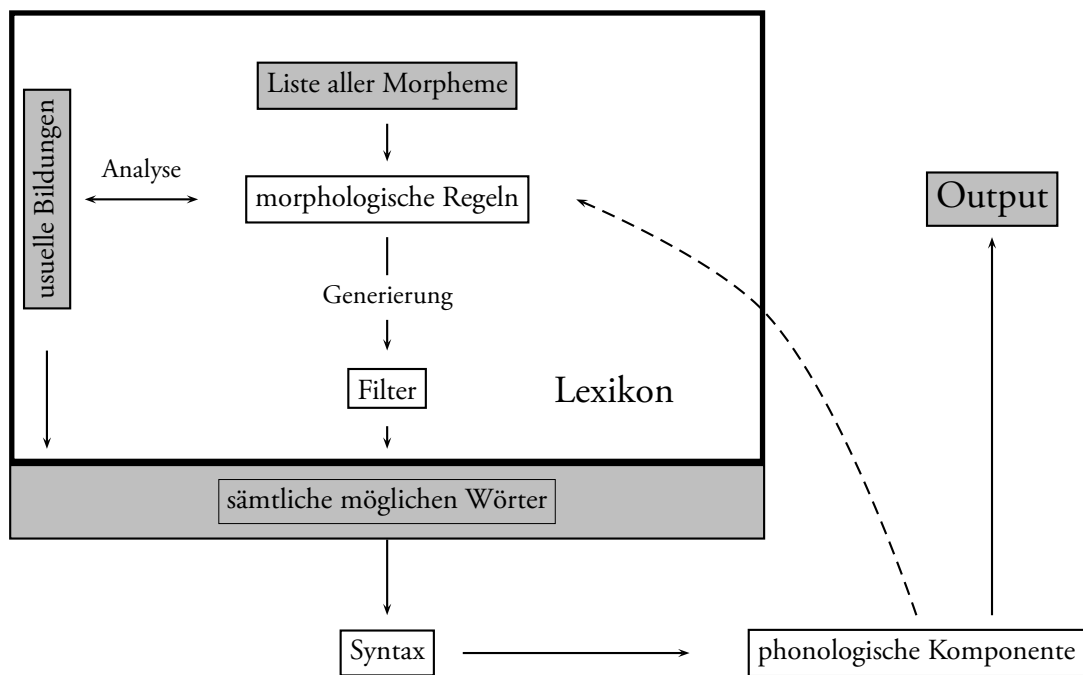 Liste aller Morpheme
usuelle Bildungen
Analyse
morphologische Regeln
Output
Generierung
Filter
Lexikon
sämtliche möglichen Wörter
Syntax
phonologische Komponente